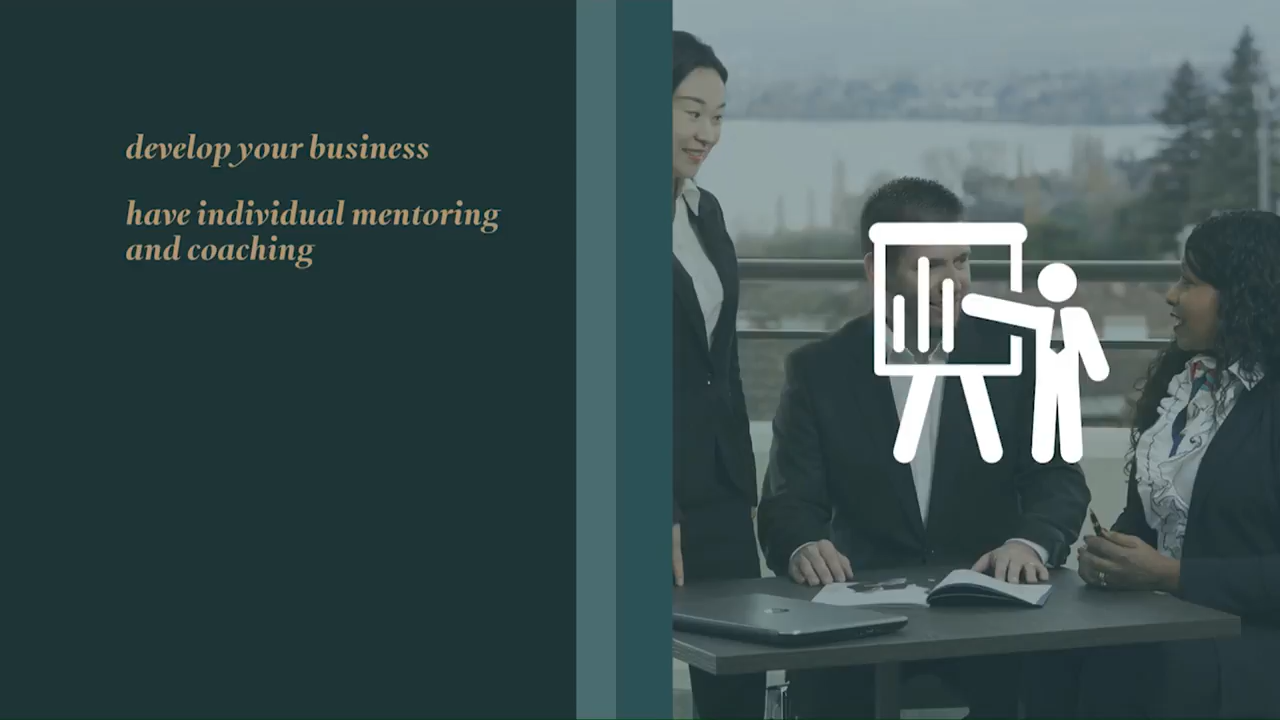 develop your business
have individual mentoring
and coaching